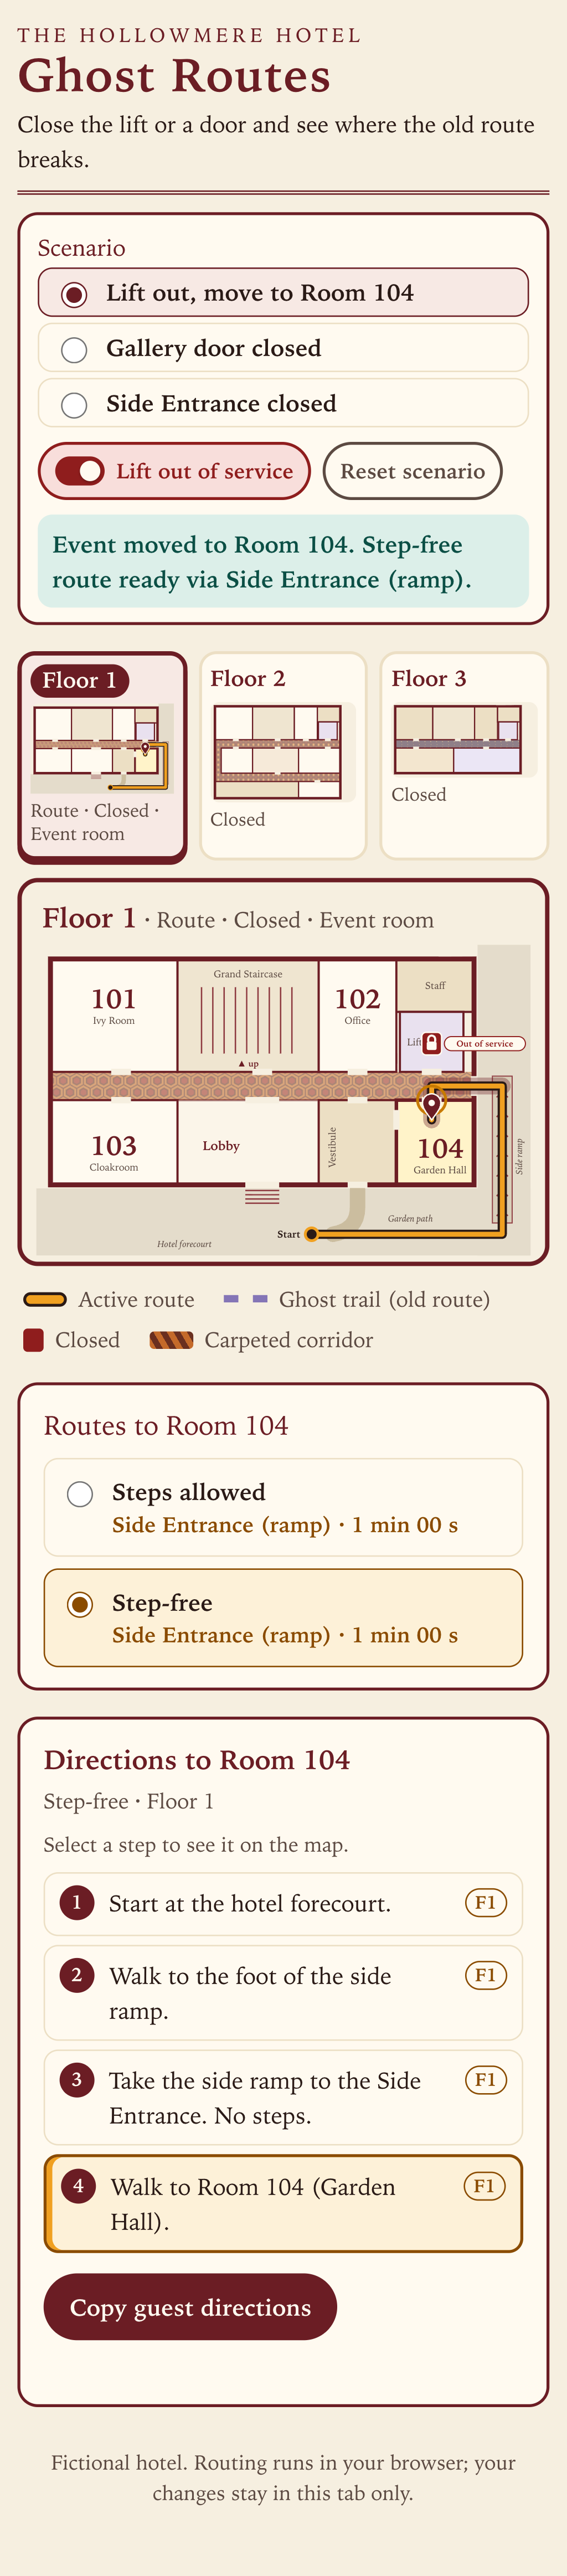 THE HOLLOWMERE HOTEL
Ghost Routes
Close the lift or a door and see where the old route
breaks.
Scenario
Lift out, move to Room 104
Gallery door closed
Side Entrance closed
Lift out of service
Reset scenario
Event moved to Room 104. Step-free
route ready via Side Entrance (ramp).
Floor 1
Route · Closed ·
Event room
Floor 2
Closed
Floor 3
Closed
Floor 1 · Route · Closed · Event room
101
Ivy Room
Grand Staircase
▲ up
102
Office
Staff
Lift
Out of service
103
Cloakroom
Lobby
Vestibule
104
Garden Hall
Side ramp
Garden path
Start
Hotel forecourt
Active route
Ghost trail (old route)
Closed
Carpeted corridor
Routes to Room 104
Steps allowed
Side Entrance (ramp) · 1 min 00 s
Step-free
Side Entrance (ramp) · 1 min 00 s
Directions to Room 104
Step-free · Floor 1
Select a step to see it on the map.
1 Start at the hotel forecourt. F1
2 Walk to the foot of the side F1
ramp.
3 Take the side ramp to the Side F1
Entrance. No steps.
4 Walk to Room 104 (Garden F1
Hall).
Copy guest directions
Fictional hotel. Routing runs in your browser; your
changes stay in this tab only.